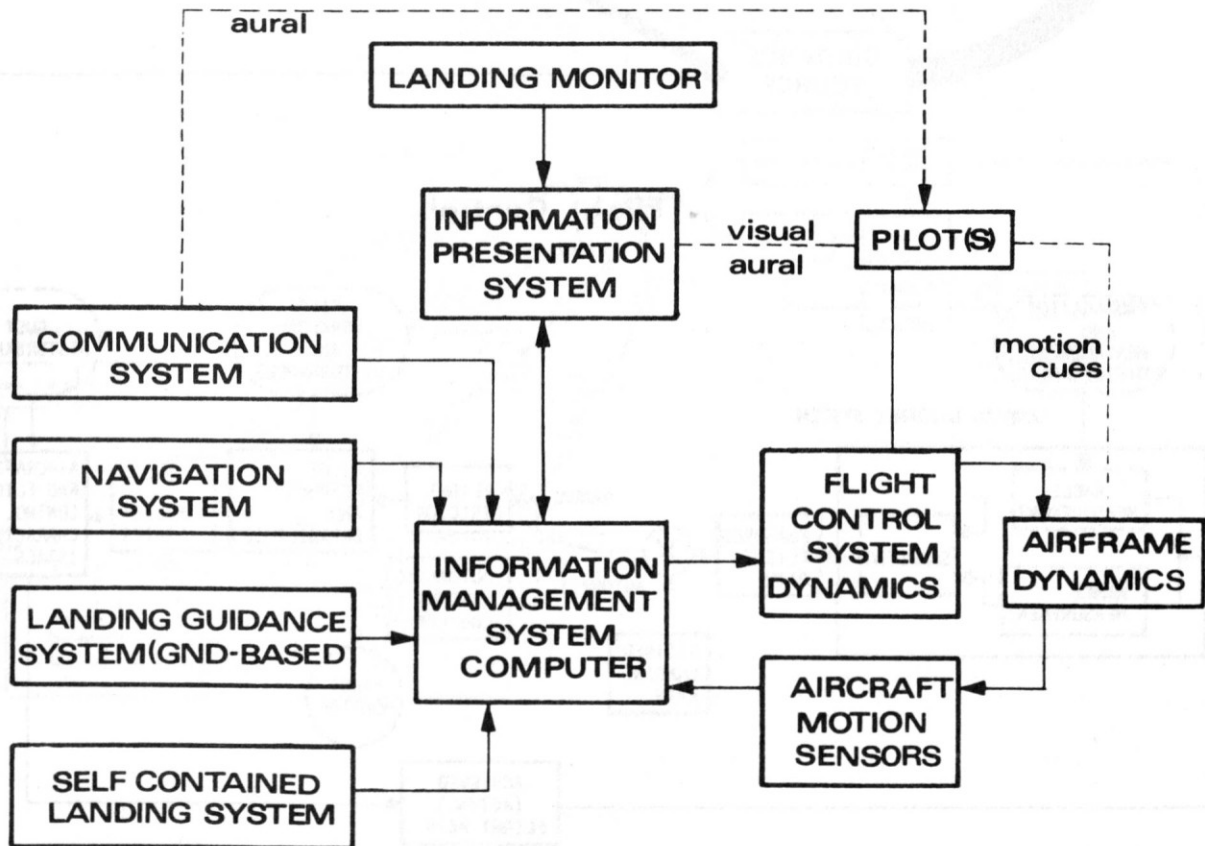 aural
LANDING MONITOR
INFORMATION
PRESENTATION
SYSTEM
visual
aural
PILOT(S)
motion
cues
COMMUNICATION
SYSTEM
NAVIGATION
SYSTEM
LANDING GUIDANCE
SYSTEM(GND-BASED
SELF CONTAINED
LANDING SYSTEM
INFORMATION
MANAGEMENT
SYSTEM
COMPUTER
FLIGHT
CONTROL
SYSTEM
DYNAMICS
AIRFRAME
DYNAMICS
AIRCRAFT
MOTION
SENSORS